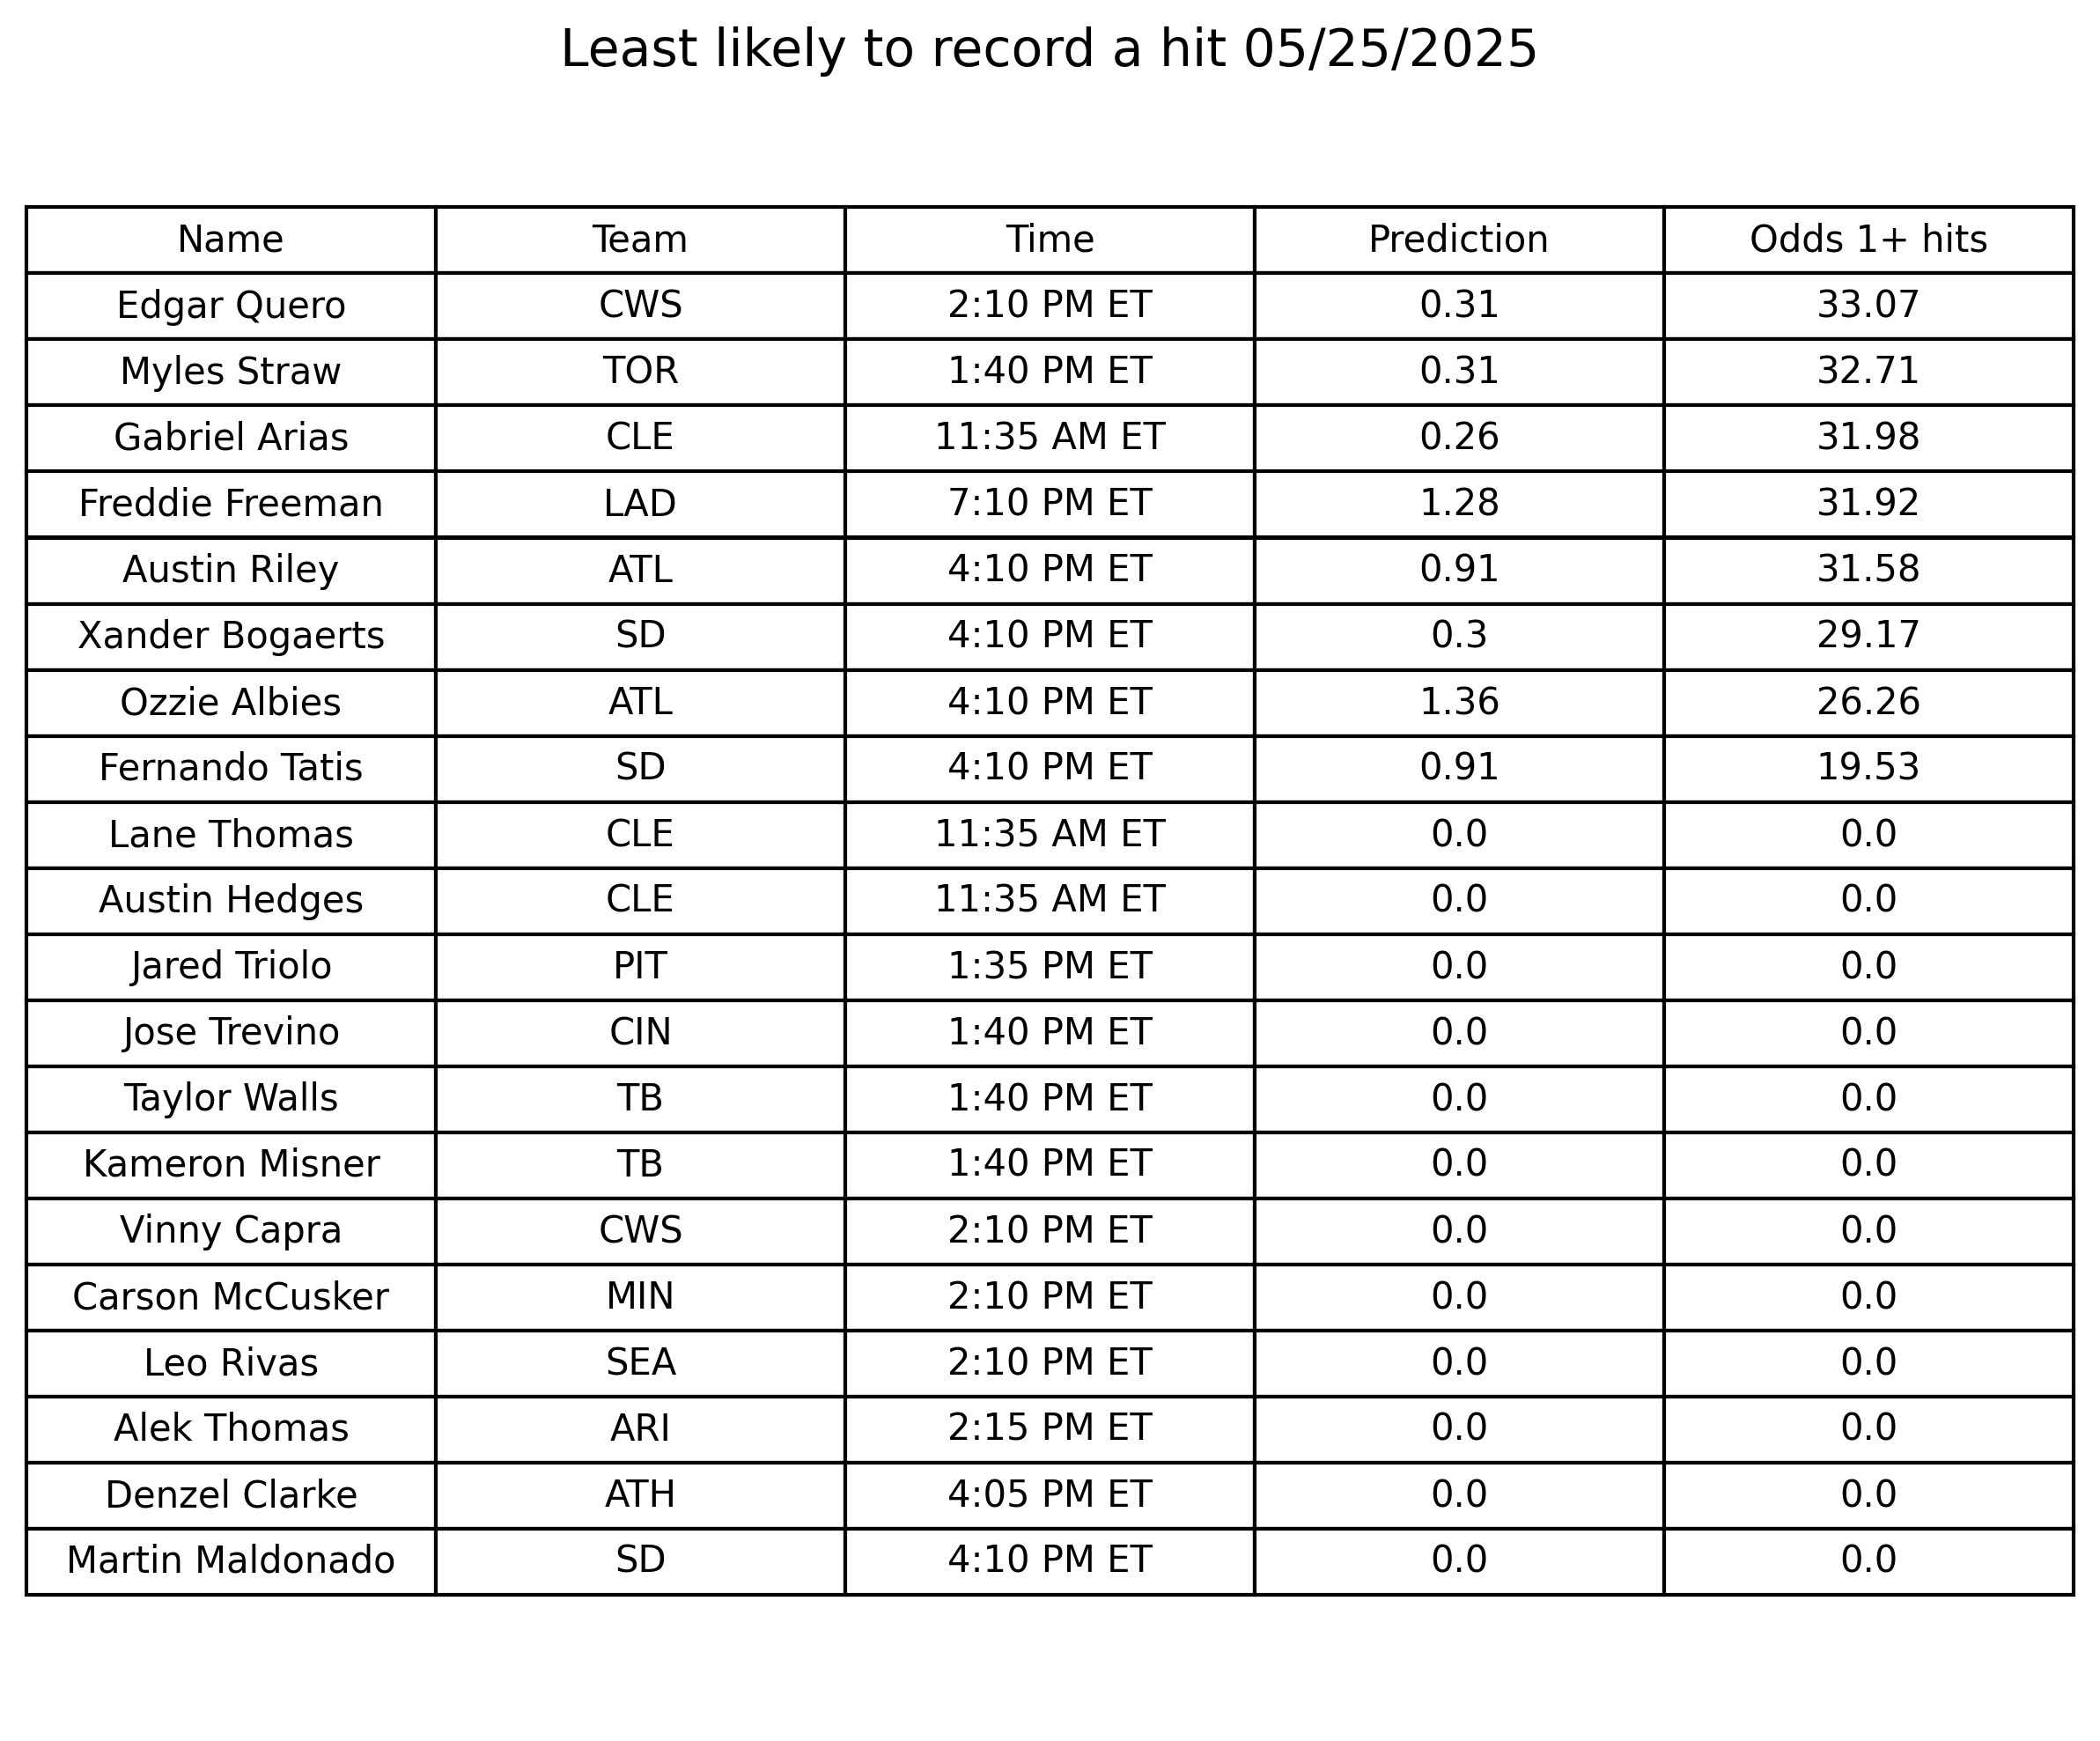 Least likely to record a hit 05/25/2025
Name Team Time Prediction Odds 1+ hits
Edgar Quero CWS 2:10 PM ET 0.31 33.07
Myles Straw TOR 1:40 PM ET 0.31 32.71
Gabriel Arias CLE 11:35 AM ET 0.26 31.98
Freddie Freeman LAD 7:10 PM ET 1.28 31.92
Austin Riley ATL 4:10 PM ET 0.91 31.58
Xander Bogaerts SD 4:10 PM ET 0.3 29.17
Ozzie Albies ATL 4:10 PM ET 1.36 26.26
Fernando Tatis SD 4:10 PM ET 0.91 19.53
Lane Thomas CLE 11:35 AM ET 0.0 0.0
Austin Hedges CLE 11:35 AM ET 0.0 0.0
Jared Triolo PIT 1:35 PM ET 0.0 0.0
Jose Trevino CIN 1:40 PM ET 0.0 0.0
Taylor Walls TB 1:40 PM ET 0.0 0.0
Kameron Misner TB 1:40 PM ET 0.0 0.0
Vinny Capra CWS 2:10 PM ET 0.0 0.0
Carson McCusker MIN 2:10 PM ET 0.0 0.0
Leo Rivas SEA 2:10 PM ET 0.0 0.0
Alek Thomas ARI 2:15 PM ET 0.0 0.0
Denzel Clarke ATH 4:05 PM ET 0.0 0.0
Martin Maldonado SD 4:10 PM ET 0.0 0.0